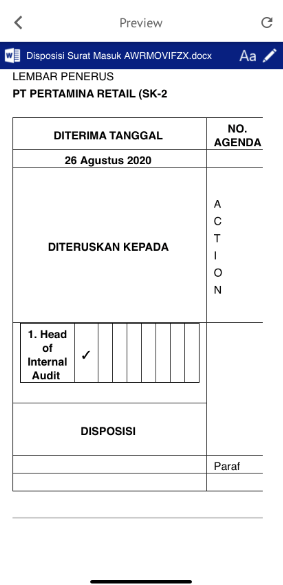 Preview
Disposisi Surat Masuk AWRMOVIFZX.docx
Aa
LEMBAR PENERUS
PT PERTAMINA RETAIL (SK-2
DITERIMA TANGGAL
NO.
AGENDA
26 Agustus 2020
DITERUSKAN KEPADA
A
C
T
I
O
N
1. Head
of
Internal
Audit
✓
DISPOSISI
Paraf